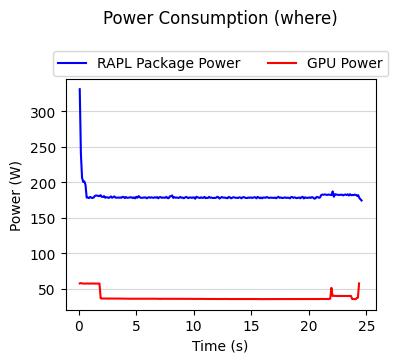 Power Consumption (where)
RAPL Package Power
GPU Power
300
250
200
150
100
50
Power (W)
0
5
10
15
20
25
Time (s)